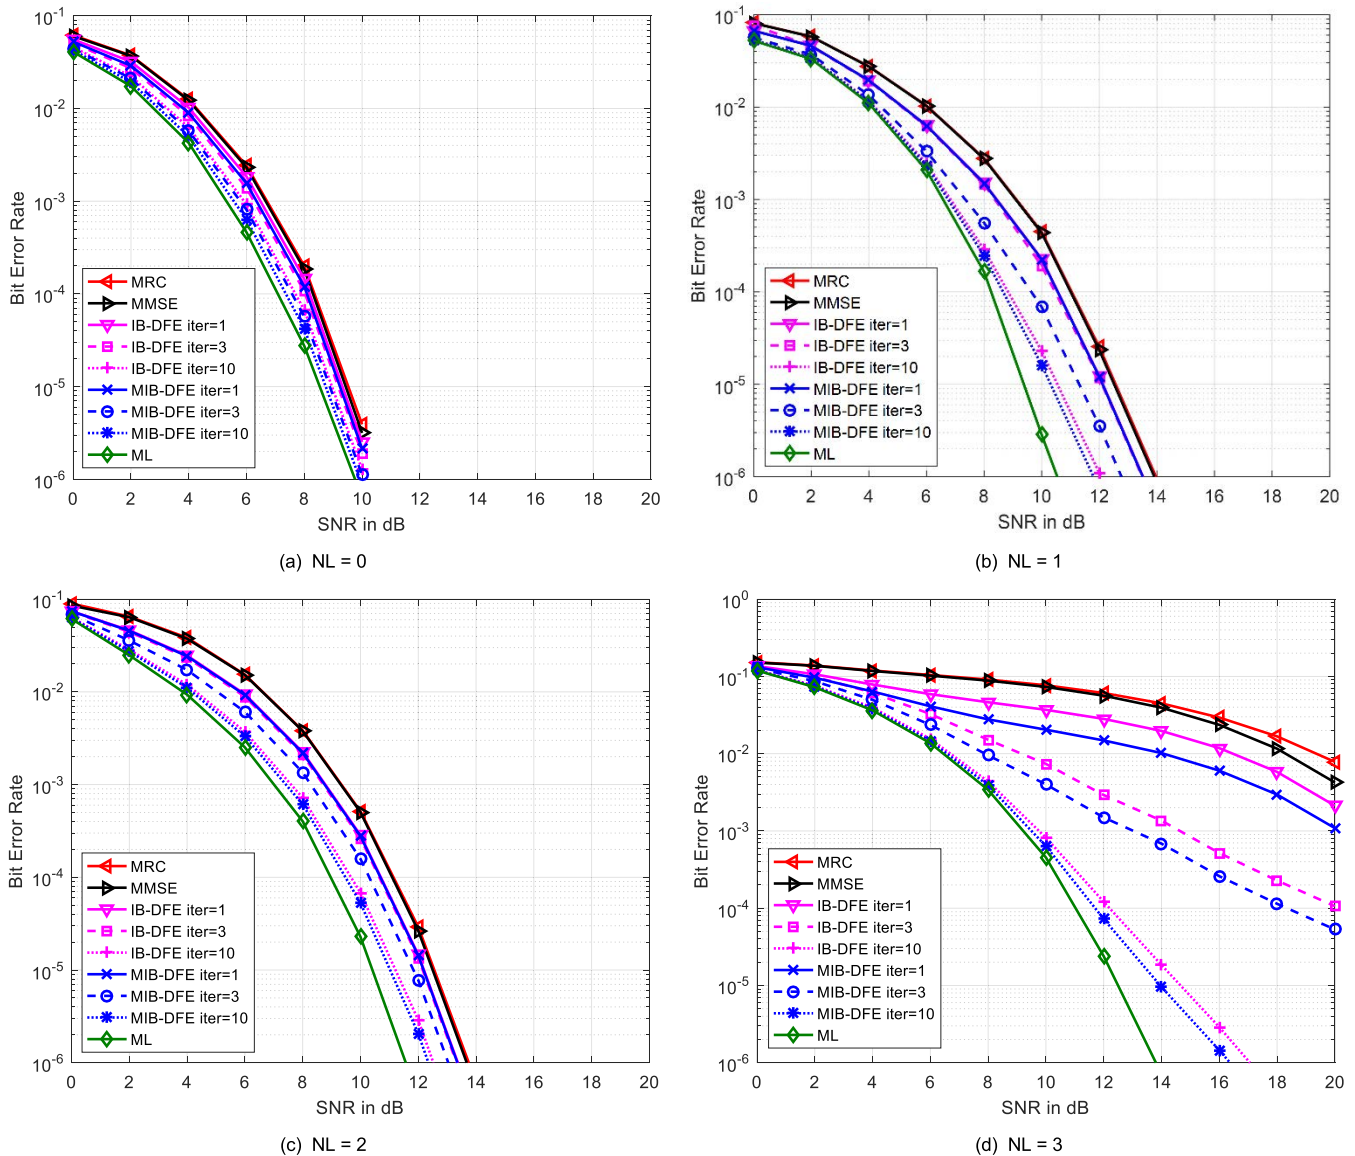 10^-1
10^-2
10^-3
10^-4
10^-5
10^-6
Bit Error Rate
MRC
MMSE
IB-DFE iter=1
IB-DFE iter=3
IB-DFE iter=10
MIB-DFE iter=1
MIB-DFE iter=3
MIB-DFE iter=10
ML
0 2 4 6 8 10 12 14 16 18 20
SNR in dB
(a) NL = 0
10^-1
10^-2
10^-3
10^-4
10^-5
10^-6
Bit Error Rate
MRC
MMSE
IB-DFE iter=1
IB-DFE iter=3
IB-DFE iter=10
MIB-DFE iter=1
MIB-DFE iter=3
MIB-DFE iter=10
ML
0 2 4 6 8 10 12 14 16 18 20
SNR in dB
(b) NL = 1
10^-1
10^-2
10^-3
10^-4
10^-5
10^-6
Bit Error Rate
MRC
MMSE
IB-DFE iter=1
IB-DFE iter=3
IB-DFE iter=10
MIB-DFE iter=1
MIB-DFE iter=3
MIB-DFE iter=10
ML
0 2 4 6 8 10 12 14 16 18 20
SNR in dB
(c) NL = 2
10^0
10^-1
10^-2
10^-3
10^-4
10^-5
10^-6
Bit Error Rate
MRC
MMSE
IB-DFE iter=1
IB-DFE iter=3
IB-DFE iter=10
MIB-DFE iter=1
MIB-DFE iter=3
MIB-DFE iter=10
ML
0 2 4 6 8 10 12 14 16 18 20
SNR in dB
(d) NL = 3